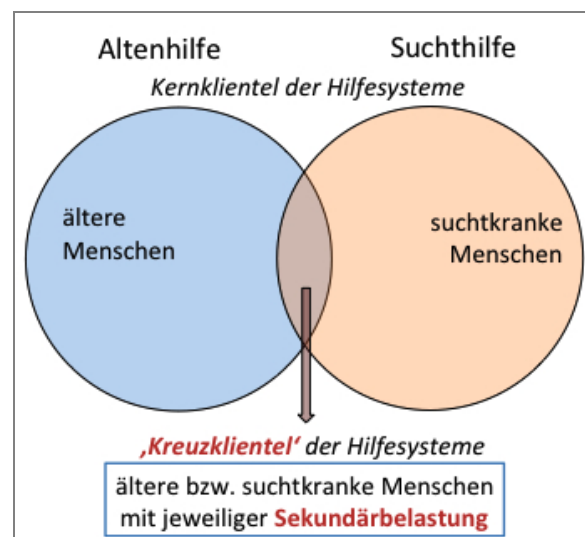 Altenhilfe Suchthilfe
Kernklientel der Hilfesysteme
ältere
Menschen
suchtkranke
Menschen
‚Kreuzklientel‘ der Hilfesysteme
ältere bzw. suchtkranke Menschen
mit jeweiliger Sekundärbelastung